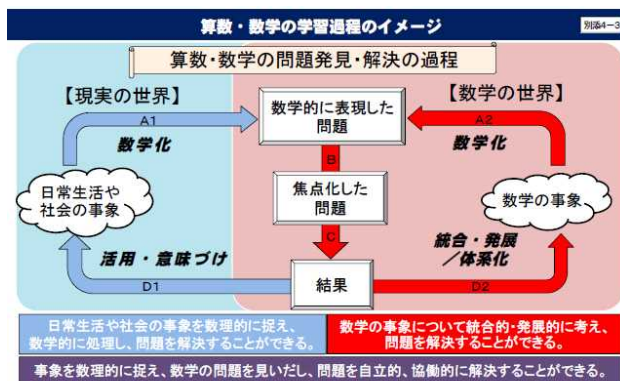 算数・数学の学習過程のイメージ
別添4-3
算数・数学の問題発見・解決の過程
【現実の世界】
【数学の世界】
A1
数学化
数学的に表現した
問題
A2
数学化
B
日常生活や
社会の事象
焦点化した
問題
数学の事象
C
活用・意味づけ
統合・発展
/体系化
D1
結果
D2
日常生活や社会の事象を数理的に捉え、
数学的に処理し、問題を解決することができる。
数学の事象について統合的・発展的に考え、
問題を解決することができる。
事象を数理的に捉え、数学の問題を見いだし、問題を自立的、協働的に解決することができる。